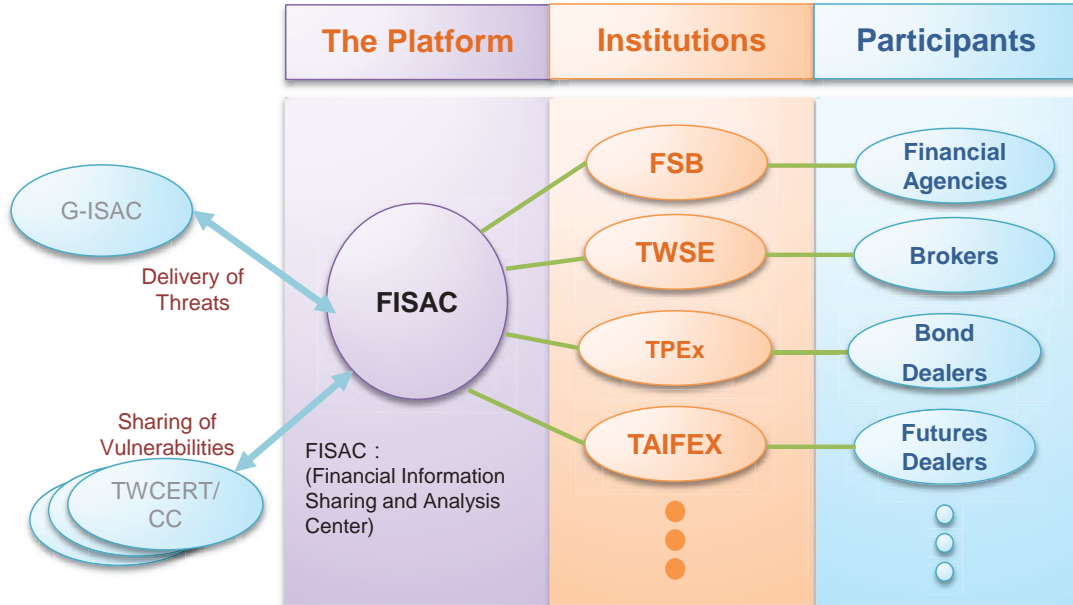 The Platform
Institutions
Participants
G-ISAC
Delivery of
Threats
Sharing of
Vulnerabilities
TWCERT/
CC
FISAC
FISAC：
(Financial Information
Sharing and Analysis
Center)
FSB
TWSE
TPEx
TAIFEX
Financial
Agencies
Brokers
Bond
Dealers
Futures
Dealers